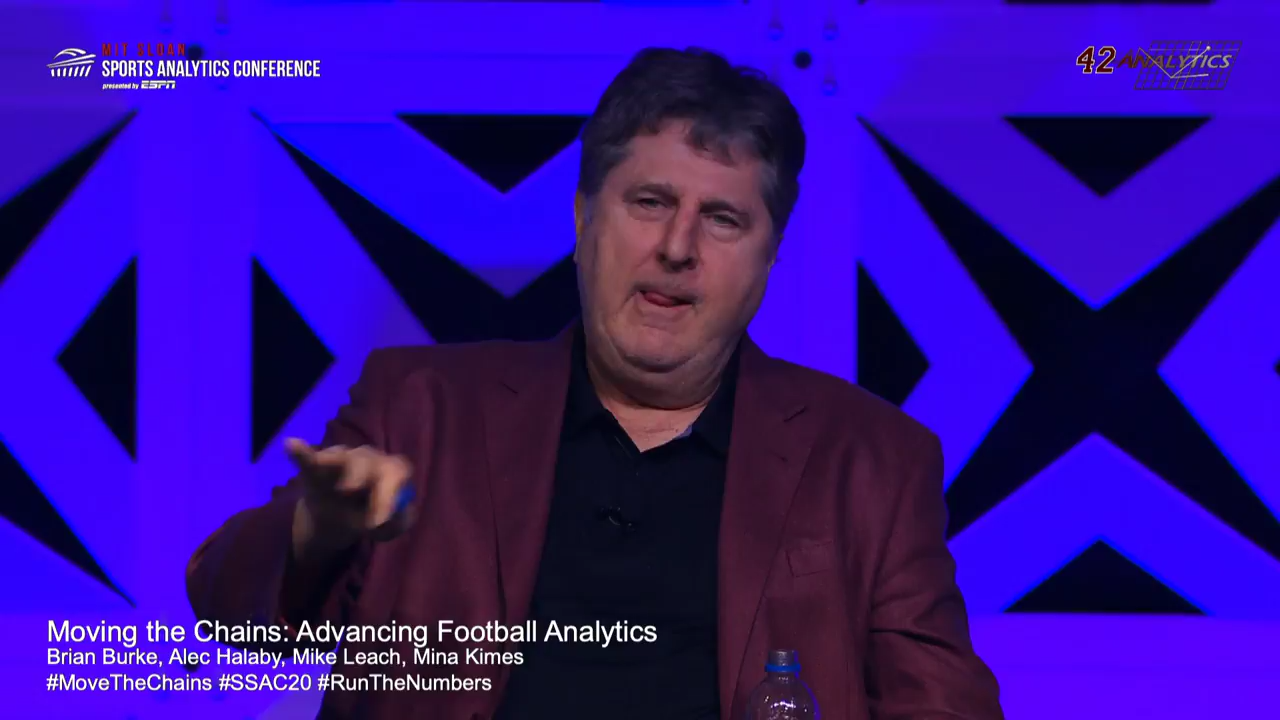 MIT SLOAN
SPORTS ANALYTICS CONFERENCE
presented by ESPN
42 ANALYTICS
Moving the Chains: Advancing Football Analytics
Brian Burke, Alec Halaby, Mike Leach, Mina Kimes
#MoveTheChains #SSAC20 #RunTheNumbers